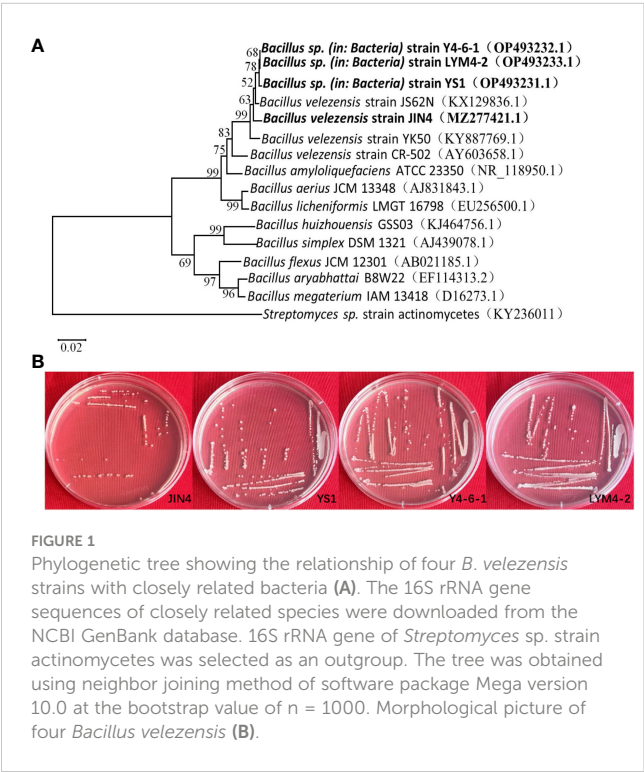 A
68
Bacillus sp. (in: Bacteria) strain Y4-6-1（OP493232.1）
78
Bacillus sp. (in: Bacteria) strain LYM4-2（OP493233.1）
52
Bacillus sp. (in: Bacteria) strain YS1（OP493231.1）
63
Bacillus velezensis strain JS62N（KX129836.1）
99
Bacillus velezensis strain JIN4（MZ277421.1）
83
Bacillus velezensis strain YK50（KY887769.1）
75
Bacillus velezensis strain CR-502（AY603658.1）
99
Bacillus amyloliquefaciens ATCC 23350（NR_118950.1）
Bacillus aerius JCM 13348（AJ831843.1）
99
Bacillus licheniformis LMGT 16798（EU256500.1）
Bacillus huizhouensis GSS03（KJ464756.1）
99
Bacillus simplex DSM 1321（AJ439078.1）
69
Bacillus flexus JCM 12301（AB021185.1）
97
Bacillus aryabhattai B8W22（EF114313.2）
96
Bacillus megaterium IAM 13418（D16273.1）
Streptomyces sp. strain actinomycetes（KY236011）
0.02
B
JIN4
YS1
Y4-6-1
LYM4-2
FIGURE 1
Phylogenetic tree showing the relationship of four B. velezensis
strains with closely related bacteria (A). The 16S rRNA gene
sequences of closely related species were downloaded from the
NCBI GenBank database. 16S rRNA gene of Streptomyces sp. strain
actinomycetes was selected as an outgroup. The tree was obtained
using neighbor joining method of software package Mega version
10.0 at the bootstrap value of n = 1000. Morphological picture of
four Bacillus velezensis (B).